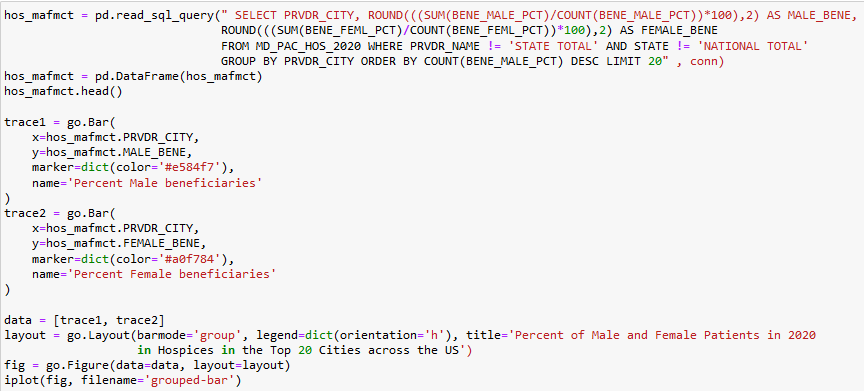 hos_mafmct = pd.read_sql_query(" SELECT PRVDR_CITY, ROUND(((SUM(BENE_MALE_PCT)/COUNT(BENE_MALE_PCT))*100),2) AS MALE_BENE,
ROUND(((SUM(BENE_FEML_PCT)/COUNT(BENE_FEML_PCT))*100),2) AS FEMALE_BENE
FROM MD_PAC_HOS_2020 WHERE PRVDR_NAME != 'STATE TOTAL' AND STATE != 'NATIONAL TOTAL'
GROUP BY PRVDR_CITY ORDER BY COUNT(BENE_MALE_PCT) DESC LIMIT 20" , conn)
hos_mafmct = pd.DataFrame(hos_mafmct)
hos_mafmct.head()

trace1 = go.Bar(
    x=hos_mafmct.PRVDR_CITY,
    y=hos_mafmct.MALE_BENE,
    marker=dict(color='#e584f7'),
    name='Percent Male beneficiaries'
)
trace2 = go.Bar(
    x=hos_mafmct.PRVDR_CITY,
    y=hos_mafmct.FEMALE_BENE,
    marker=dict(color='#a0f784'),
    name='Percent Female beneficiaries'
)

data = [trace1, trace2]
layout = go.Layout(barmode='group', legend=dict(orientation='h'), title='Percent of Male and Female Patients in 2020
in Hospices in the Top 20 Cities across the US')
fig = go.Figure(data=data, layout=layout)
iplot(fig, filename='grouped-bar')